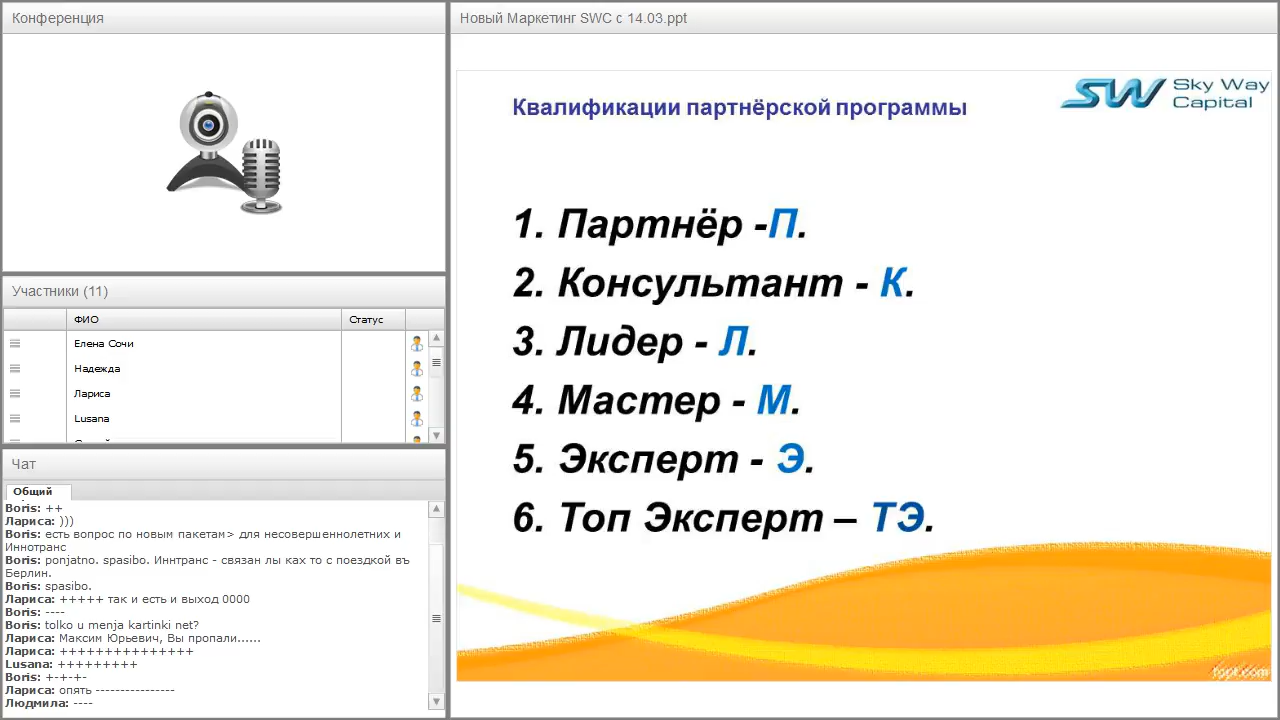 Конференция
Участники (11)
ФИО
Статус
Елена Сочи
Надежда
Лариса
Lusana
Чат
Общий
Boris: ++
Лариса: )))
Boris: есть вопрос по новым пакетам> для несовершеннолетних и
Иннотранс
Boris: ponjatno. spasibo. Иннтранс - связан лы как то с поездкой въ
Берлин.
Boris: spasibo.
Лариса: +++++ так и есть и выход 0000
Boris: ----
Boris: tolko u menja kartinki net?
Лариса: Максим Юрьевич, Вы пропали......
Лариса: +++++++++++++++
Lusana: +++++++++
Boris: +-+-+-
Лариса: опять ----------------
Людмила: ----
Новый Маркетинг SWC с 14.03.ppt
Квалификации партнёрской программы
SW Sky Way
Capital
1. Партнёр -П.
2. Консультант - К.
3. Лидер - Л.
4. Мастер - М.
5. Эксперт - Э.
6. Топ Эксперт – ТЭ.
fppt.com